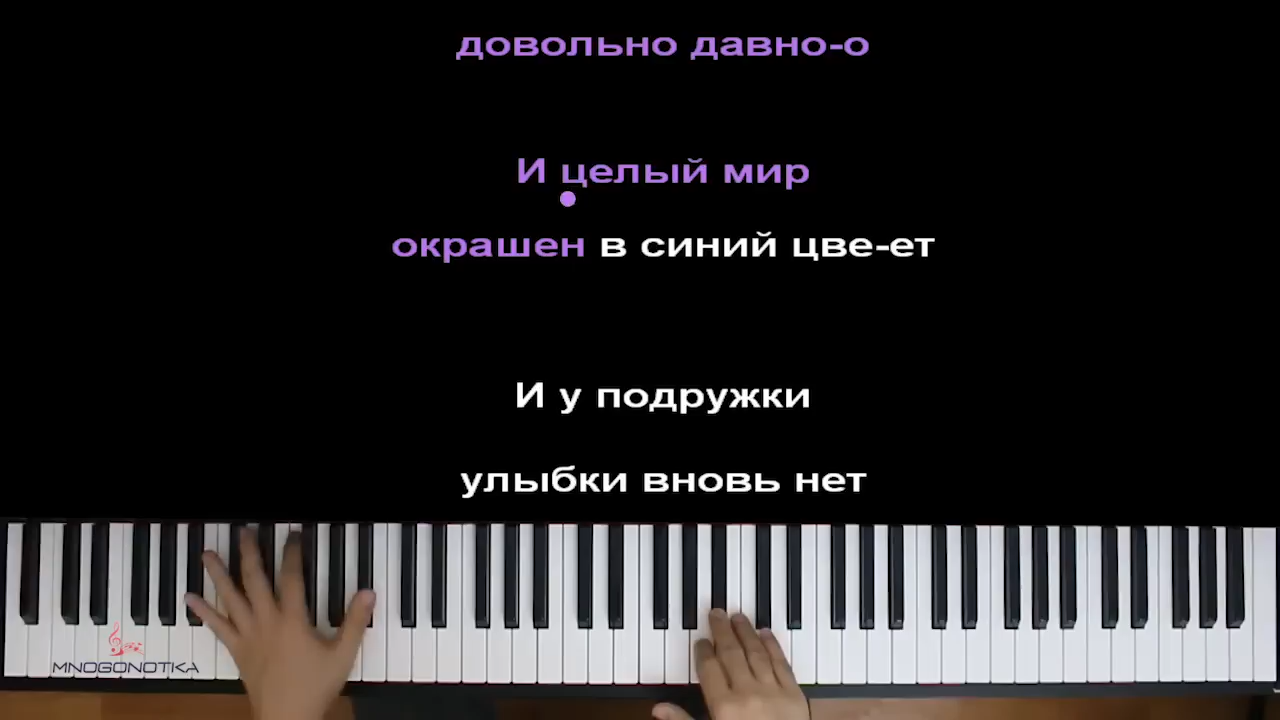 довольно давно-о
И целый мир
окрашен в синий цве-ет
И у подружки
улыбки вновь нет
MNOGONOTKA